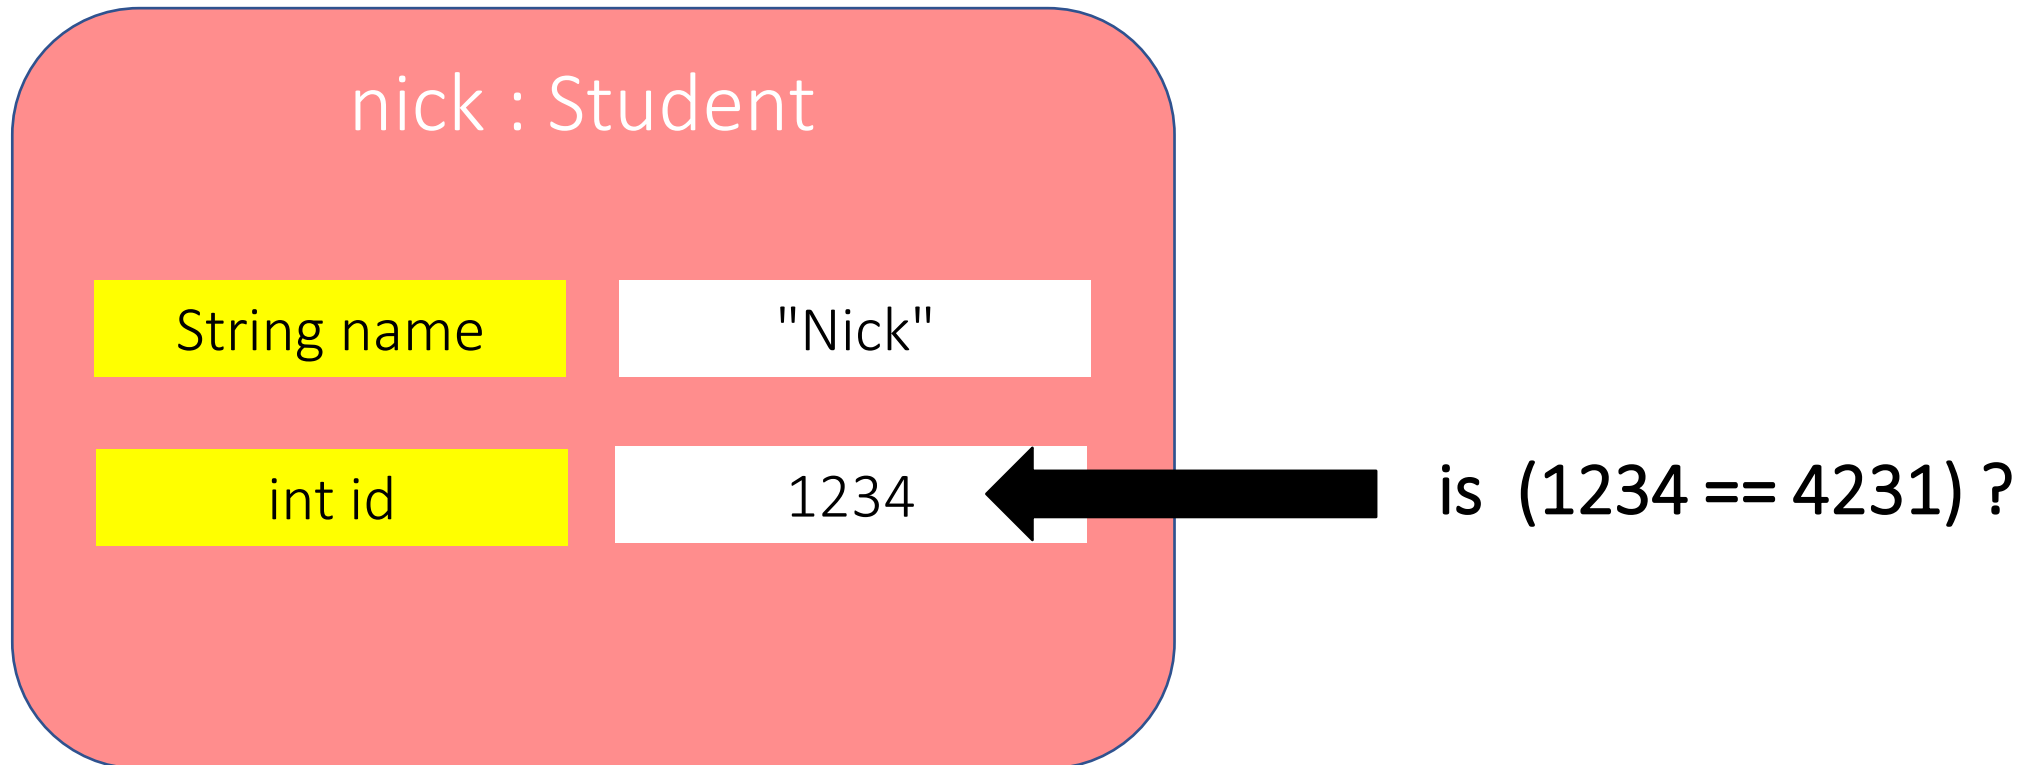 nick : Student
String name
"Nick"
int id
1234
is (1234 == 4231) ?